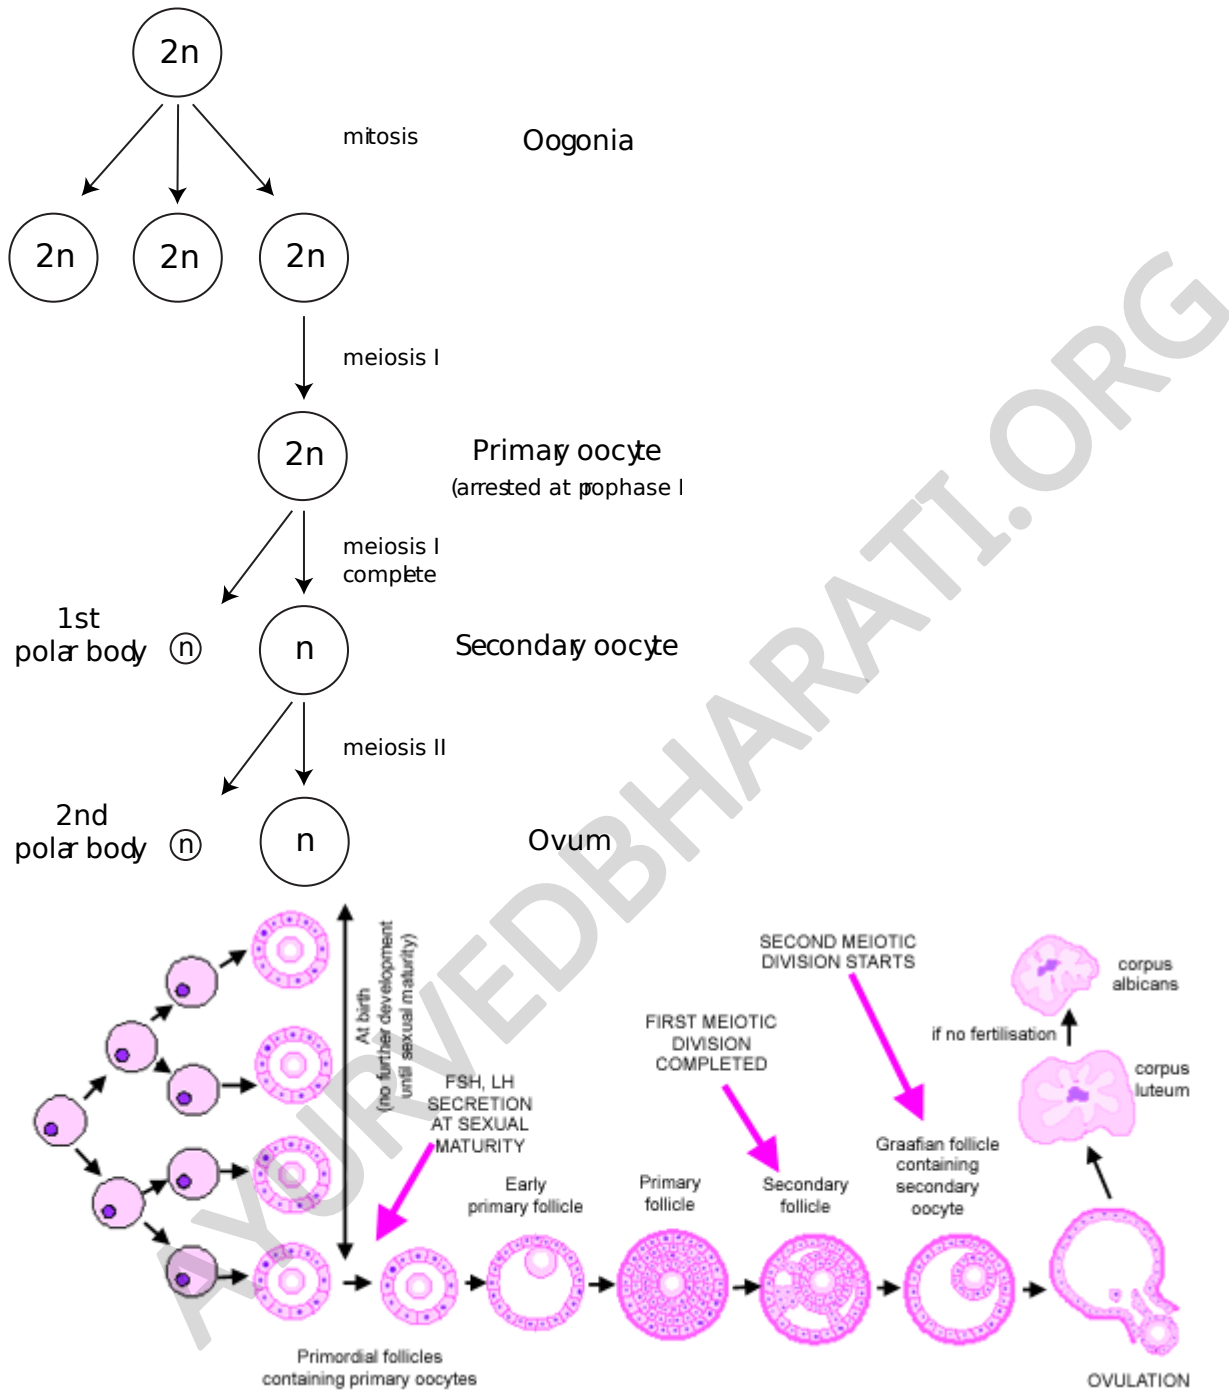 2n
mitosis
Oogonia
2n
2n
2n
meiosis I
2n
Primary oocyte
(arrested at prophase I
meiosis I
complete
1st
polar body
n
n
Secondary oocyte
meiosis II
2nd
polar body
n
n
Ovum
At birth
(no further development
until sexual maturity)
FSH, LH
SECRETION
AT SEXUAL
MATURITY
FIRST MEIOTIC
DIVISION
COMPLETED
SECOND MEIOTIC
DIVISION STARTS
corpus
albicans
if no fertilisation
corpus
luteum
Early
primary follicle
Primary
follicle
Secondary
follicle
Graafian follicle
containing
secondary
oocyte
Primordial follicles
containing primary oocytes
OVULATION
AYURVEDBHARATI.ORG